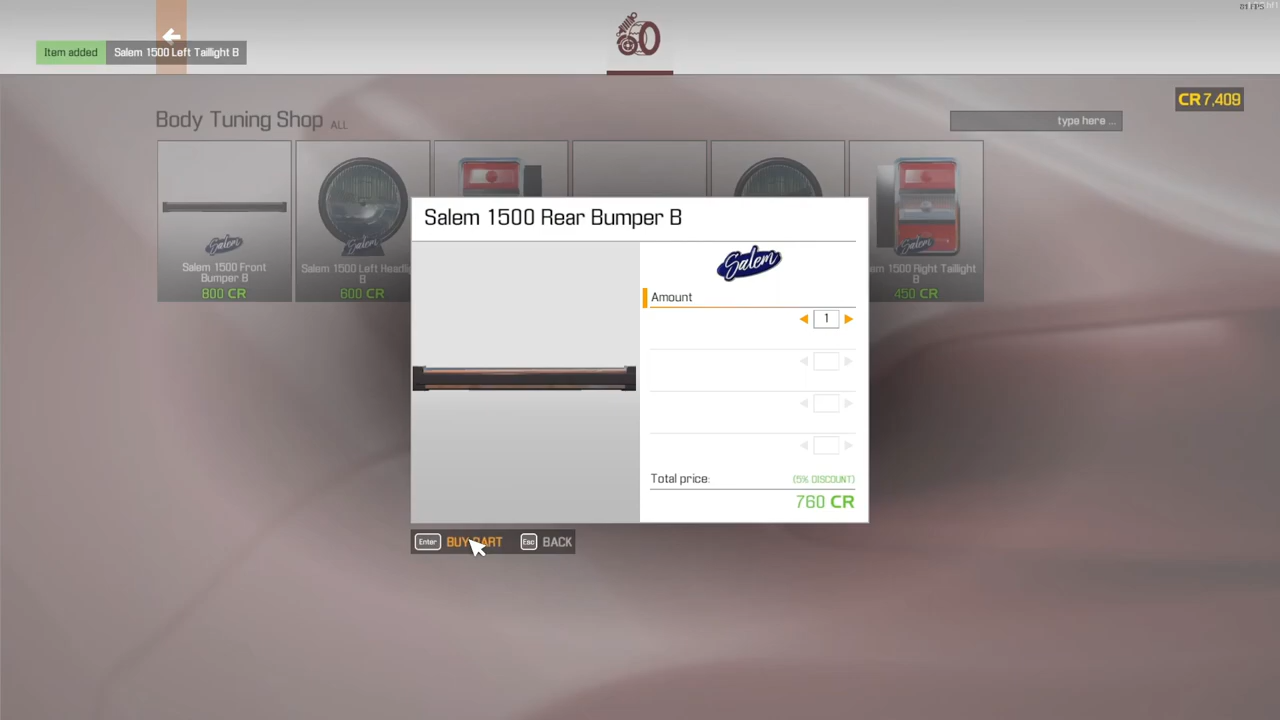 Item added
Salem 1500 Left Taillight B
CR 7,409
Body Tuning Shop ALL
type here ...
Salem
Salem 1500 Front
Bumper B
800 CR
Salem
Salem 1500 Left Headli
B
600 CR
Salem
1500 Right Taillight
B
450 CR
Salem 1500 Rear Bumper B
Salem
Amount
1
Total price:
(5% DISCOUNT)
760 CR
Enter BUY PART
Esc BACK